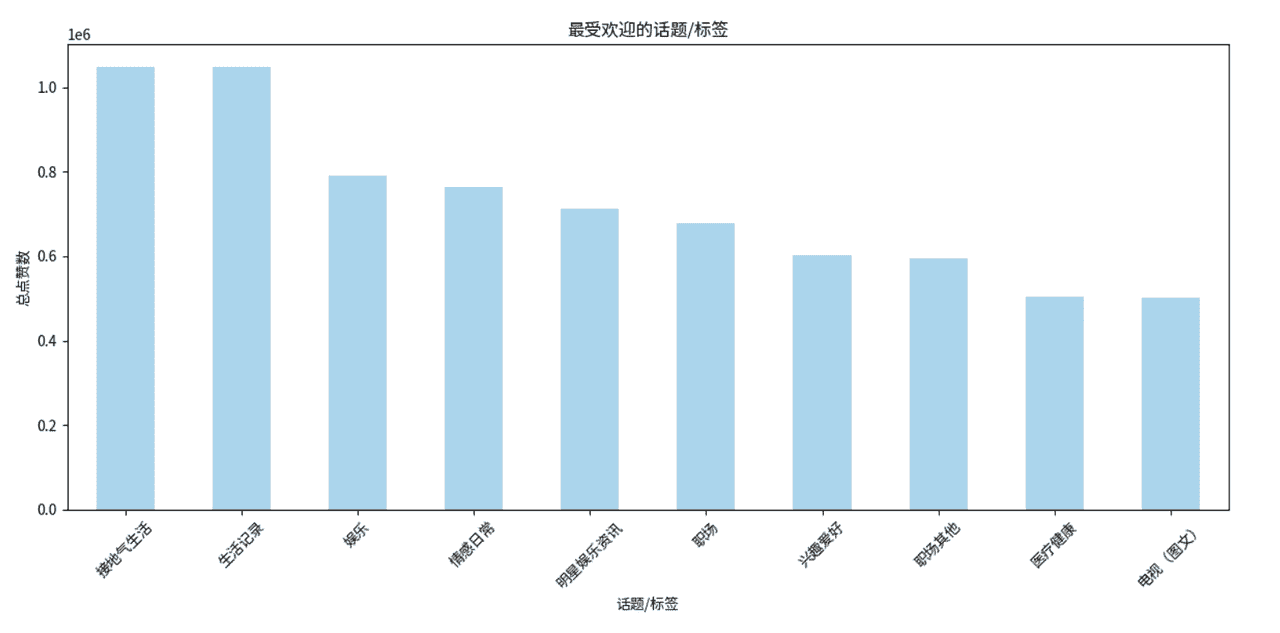 最受欢迎的话题/标签
1e6
1.0
0.8
0.6
0.4
0.2
0.0
总点赞数
接地气生活
生活记录
娱乐
情感日常
明星娱乐资讯
职场
兴趣爱好
职场其他
医疗健康
电视（图文）
话题/标签